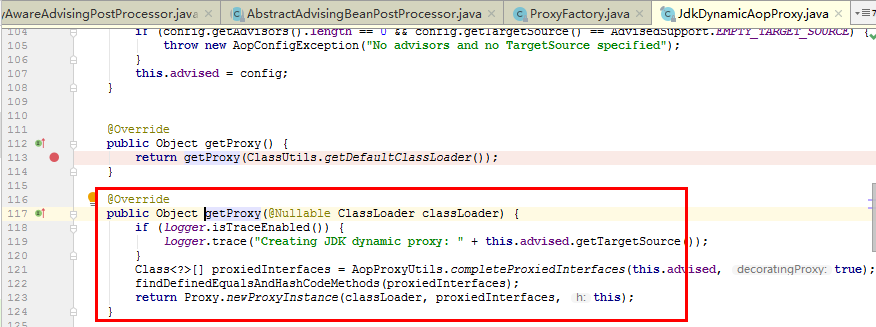 yAwareAdvisingPostProcessor.java × AbstractAdvisingBeanPostProcessor.java × ProxyFactory.java × JdkDynamicAopProxy.java × 7
104 if (config.getAdvisors().length == 0 && config.getTargetSource() == AdvisedSupport.EMPTY_TARGET_SOURCE) {
105 throw new AopConfigException("No advisors and no TargetSource specified");
106 }
107 this.advised = config;
108 }
109
110
111 @Override
112 public Object getProxy() {
113 return getProxy(ClassUtils.getDefaultClassLoader());
114 }
115
116 @Override
117 public Object getProxy(@Nullable ClassLoader classLoader) {
118 if (logger.isTraceEnabled()) {
119 logger.trace("Creating JDK dynamic proxy: " + this.advised.getTargetSource());
120 }
121 Class<?>[] proxiedInterfaces = AopProxyUtils.completeProxiedInterfaces(this.advised, decoratingProxy: true);
122 findDefinedEqualsAndHashCodeMethods(proxiedInterfaces);
123 return Proxy.newProxyInstance(classLoader, proxiedInterfaces, h: this);
124 }
125